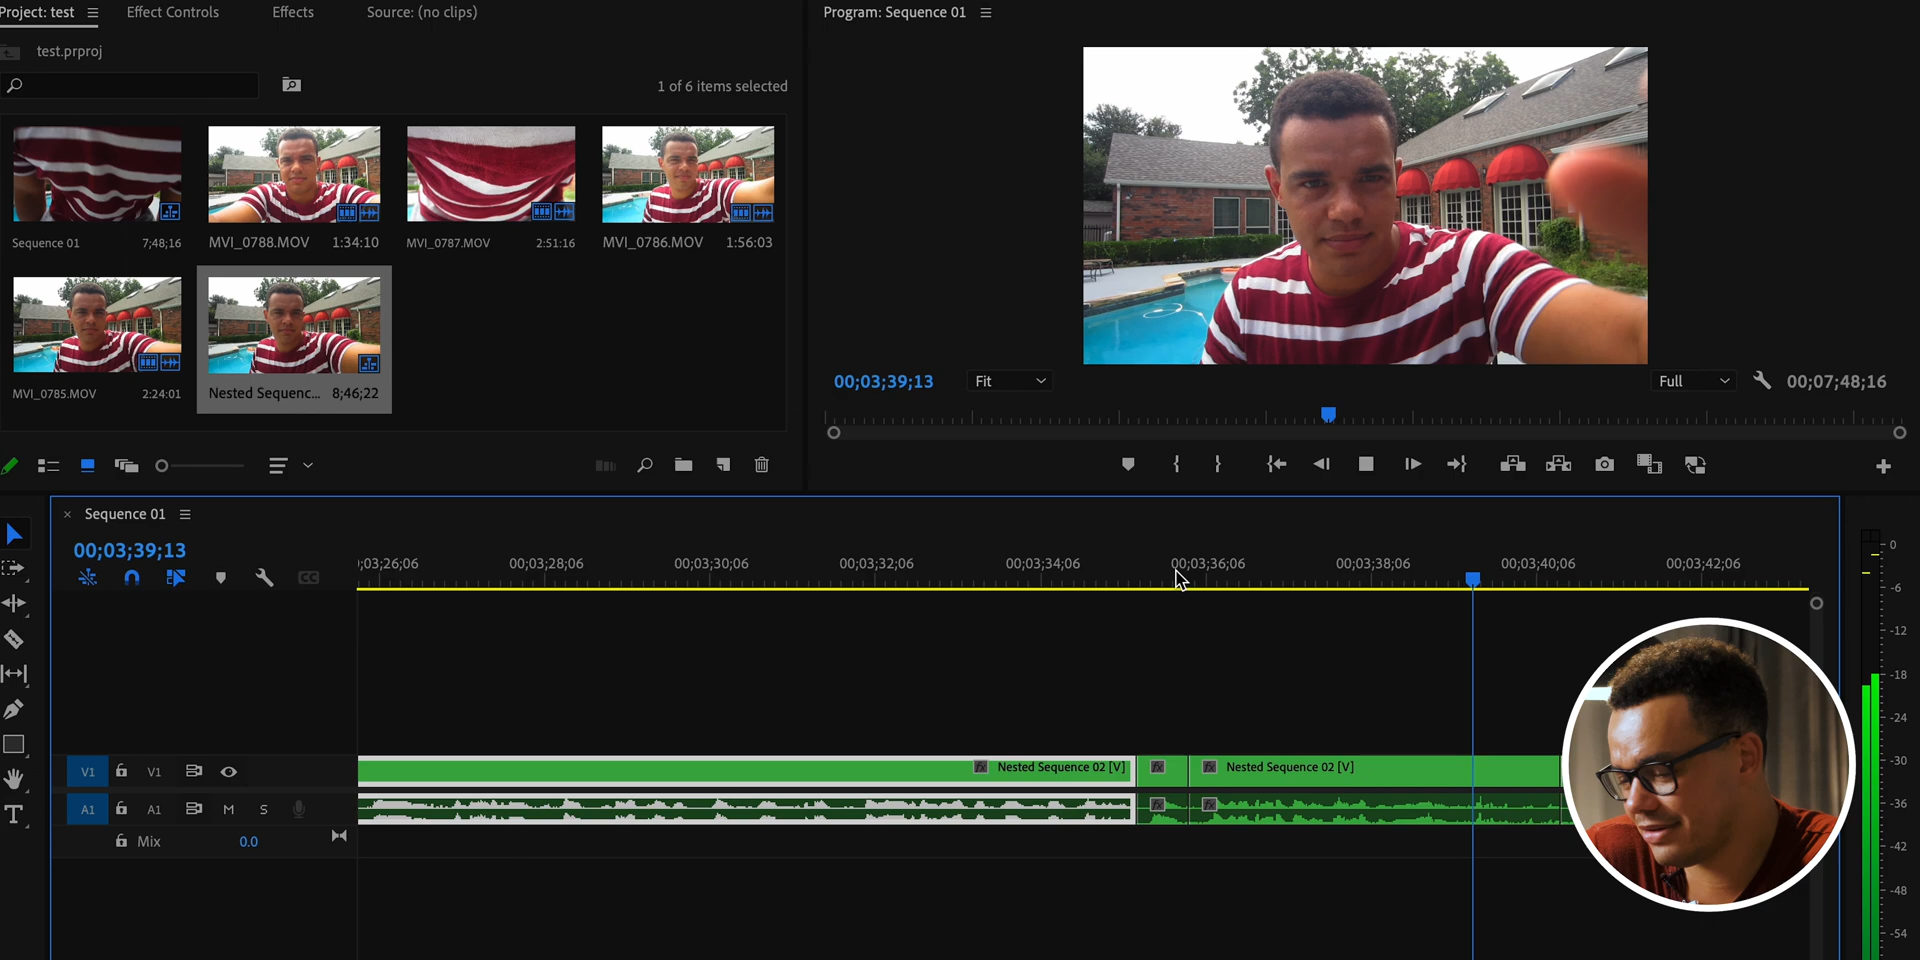 Project: test
Effect Controls
Effects
Source: (no clips)
Program: Sequence 01
test.prproj
1 of 6 items selected
Sequence 01 7;48;16
MVI_0788.MOV 1:34:10
MVI_0787.MOV 2:51:16
MVI_0786.MOV 1:56:03
MVI_0785.MOV 2:24:01
Nested Sequenc... 8;46;22
00;03;39;13
Fit
Full
00;07;48;16
Sequence 01
00;03;39;13
CC
;03;26;06 00;03;28;06 00;03;30;06 00;03;32;06 00;03;34;06 00;03;36;06 00;03;38;06 00;03;40;06 00;03;42;06
V1 V1
fx Nested Sequence 02 [V] fx fx Nested Sequence 02 [V]
A1 A1 M S
fx fx
Mix 0.0
T
0
-6
-12
-18
-24
-30
-36
-42
-48
-54